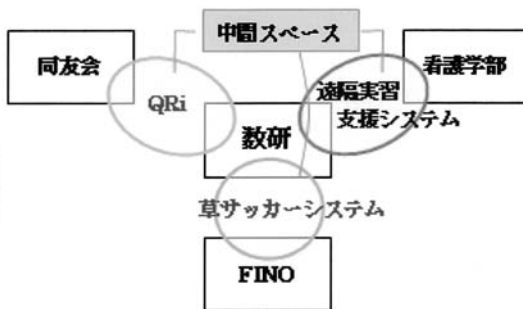 中間スペース
同友会
看護学部
QRi
遠隔実習
支援システム
数研
草サッカーシステム
FINO